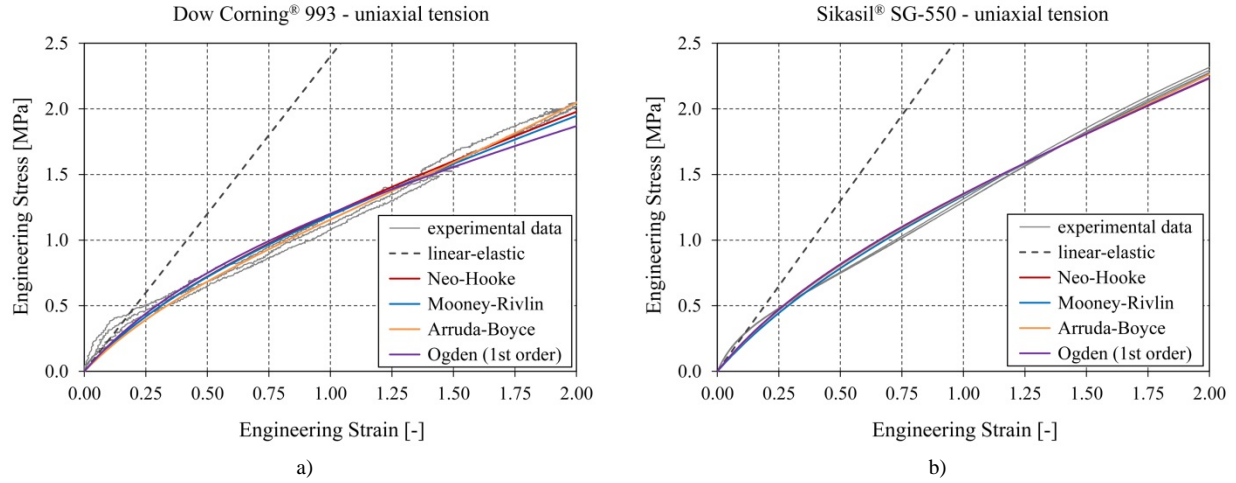 Dow Corning® 993 - uniaxial tension
Engineering Stress [MPa]
2.5
2.0
1.5
1.0
0.5
0.0
experimental data
linear-elastic
Neo-Hooke
Mooney-Rivlin
Arruda-Boyce
Ogden (1st order)
0.00 0.25 0.50 0.75 1.00 1.25 1.50 1.75 2.00
Engineering Strain [-]
a)
Sikasil® SG-550 - uniaxial tension
Engineering Stress [MPa]
2.5
2.0
1.5
1.0
0.5
0.0
experimental data
linear-elastic
Neo-Hooke
Mooney-Rivlin
Arruda-Boyce
Ogden (1st order)
0.00 0.25 0.50 0.75 1.00 1.25 1.50 1.75 2.00
Engineering Strain [-]
b)